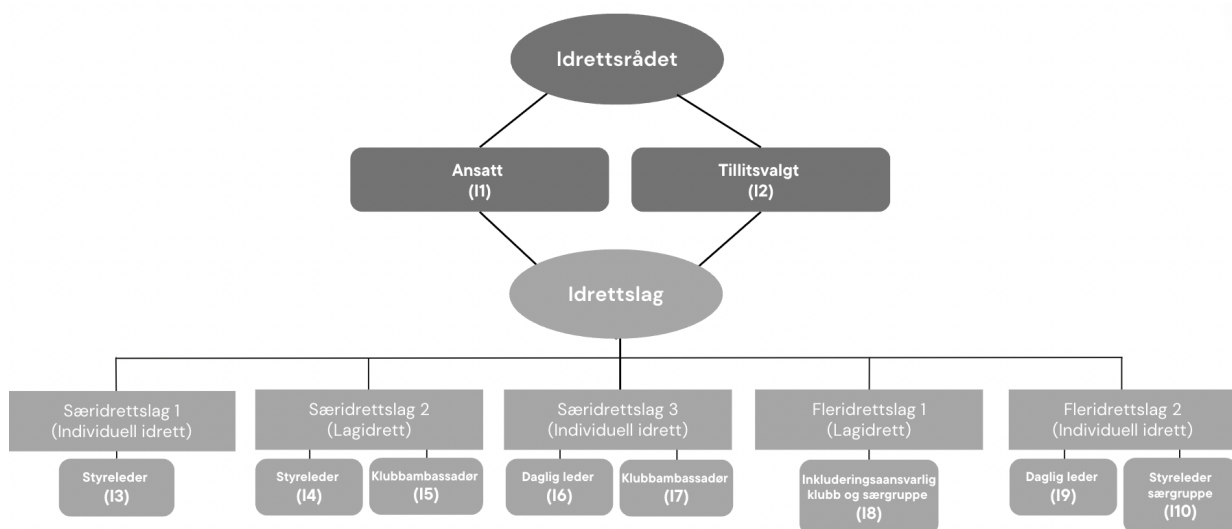 Idrettsrådet
Ansatt
(I1)
Tillitsvalgt
(I2)
Idrettslag
Særidrettslag 1
(Individuell idrett)
Særidrettslag 2
(Lagidrett)
Særidrettslag 3
(Individuell idrett)
Fleridrettslag 1
(Lagidrett)
Fleridrettslag 2
(Individuell idrett)
Styreleder
(I3)
Styreleder
(I4)
Klubbambassadør
(I5)
Daglig leder
(I6)
Klubbambassadør
(I7)
Inkluderingsaansvarlig
klubb og særgruppe
(I8)
Daglig leder
(I9)
Styreleder
særgruppe
(I10)